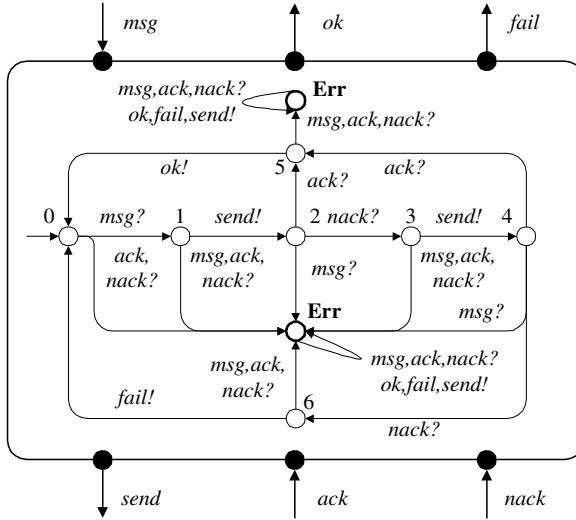 msg ok fail
Err
msg,ack,nack?
ok,fail,send!
msg,ack,nack?
ok! 5 ack? ack?
0 msg? 1 send! 2 nack? 3 send! 4
ack,
nack?
msg,ack,
nack?
msg?
msg,ack,
nack?
Err
msg?
msg,ack,
nack?
msg,ack,nack?
ok,fail,send!
fail! 6 nack?
send ack nack